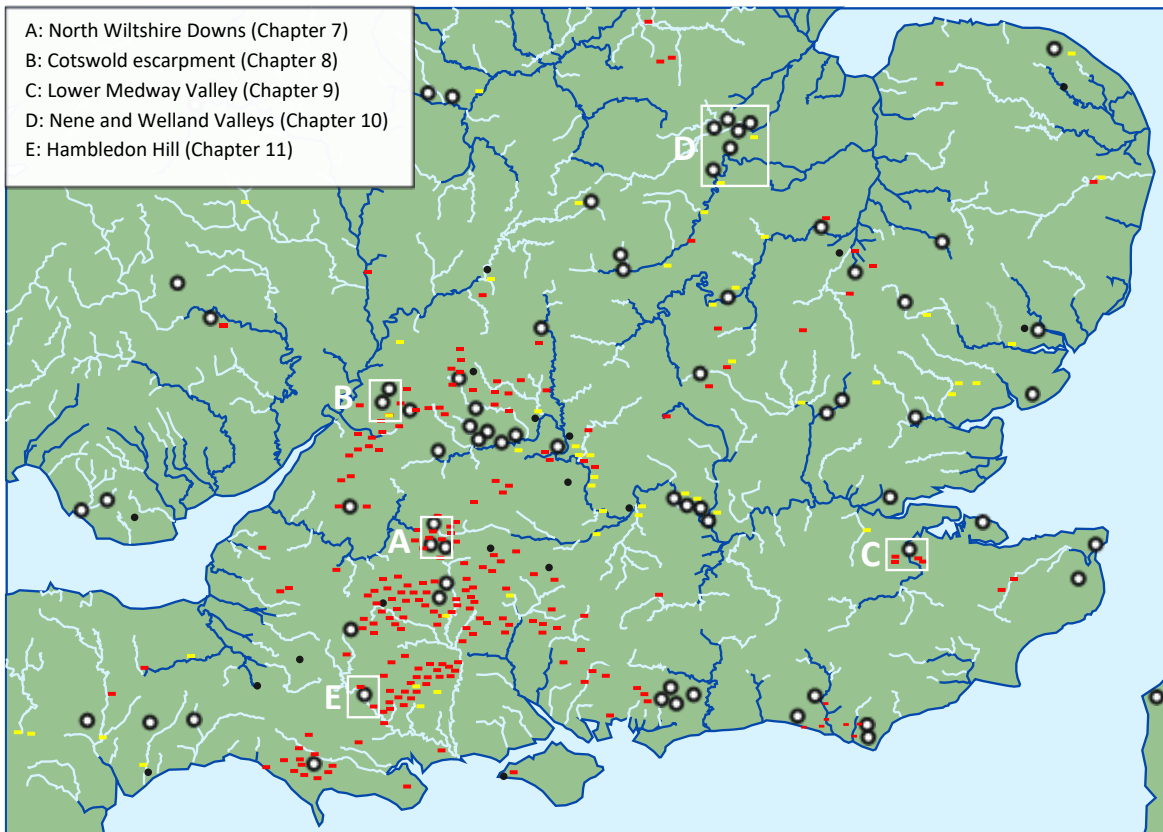 A: North Wiltshire Downs (Chapter 7)
B: Cotswold escarpment (Chapter 8)
C: Lower Medway Valley (Chapter 9)
D: Nene and Welland Valleys (Chapter 10)
E: Hambledon Hill (Chapter 11)
D
B
A
C
E